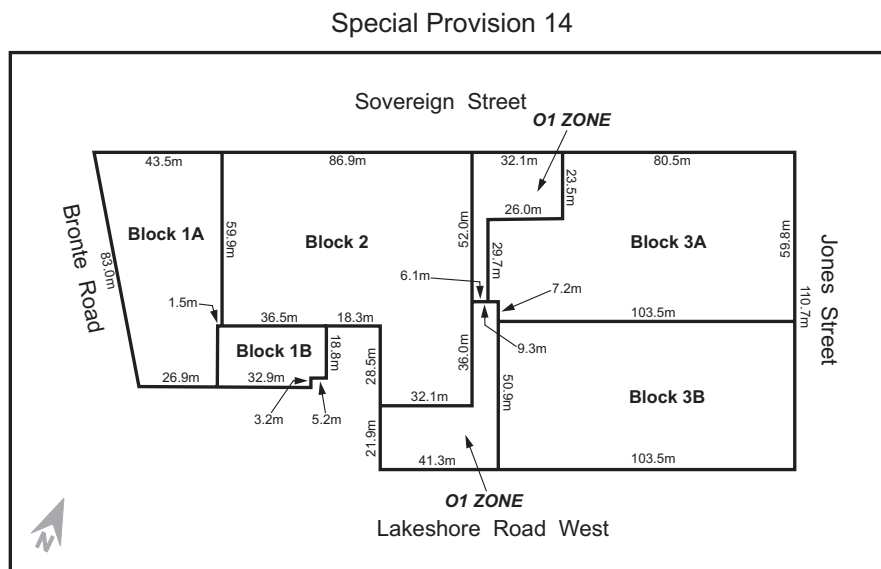 Special Provision 14
Sovereign Street
O1 ZONE
43.5m
86.9m
32.1m
80.5m
23.5m
26.0m
Block 1A
59.9m
Block 2
52.0m
Block 3A
59.8m
Bronte Road
83.0m
29.7m
6.1m
7.2m
Jones Street
110.7m
1.5m
36.5m
18.3m
103.5m
9.3m
Block 1B
18.8m
28.5m
36.0m
26.9m
32.9m
32.1m
50.9m
Block 3B
3.2m
5.2m
21.9m
41.3m
103.5m
O1 ZONE
Lakeshore Road West
N